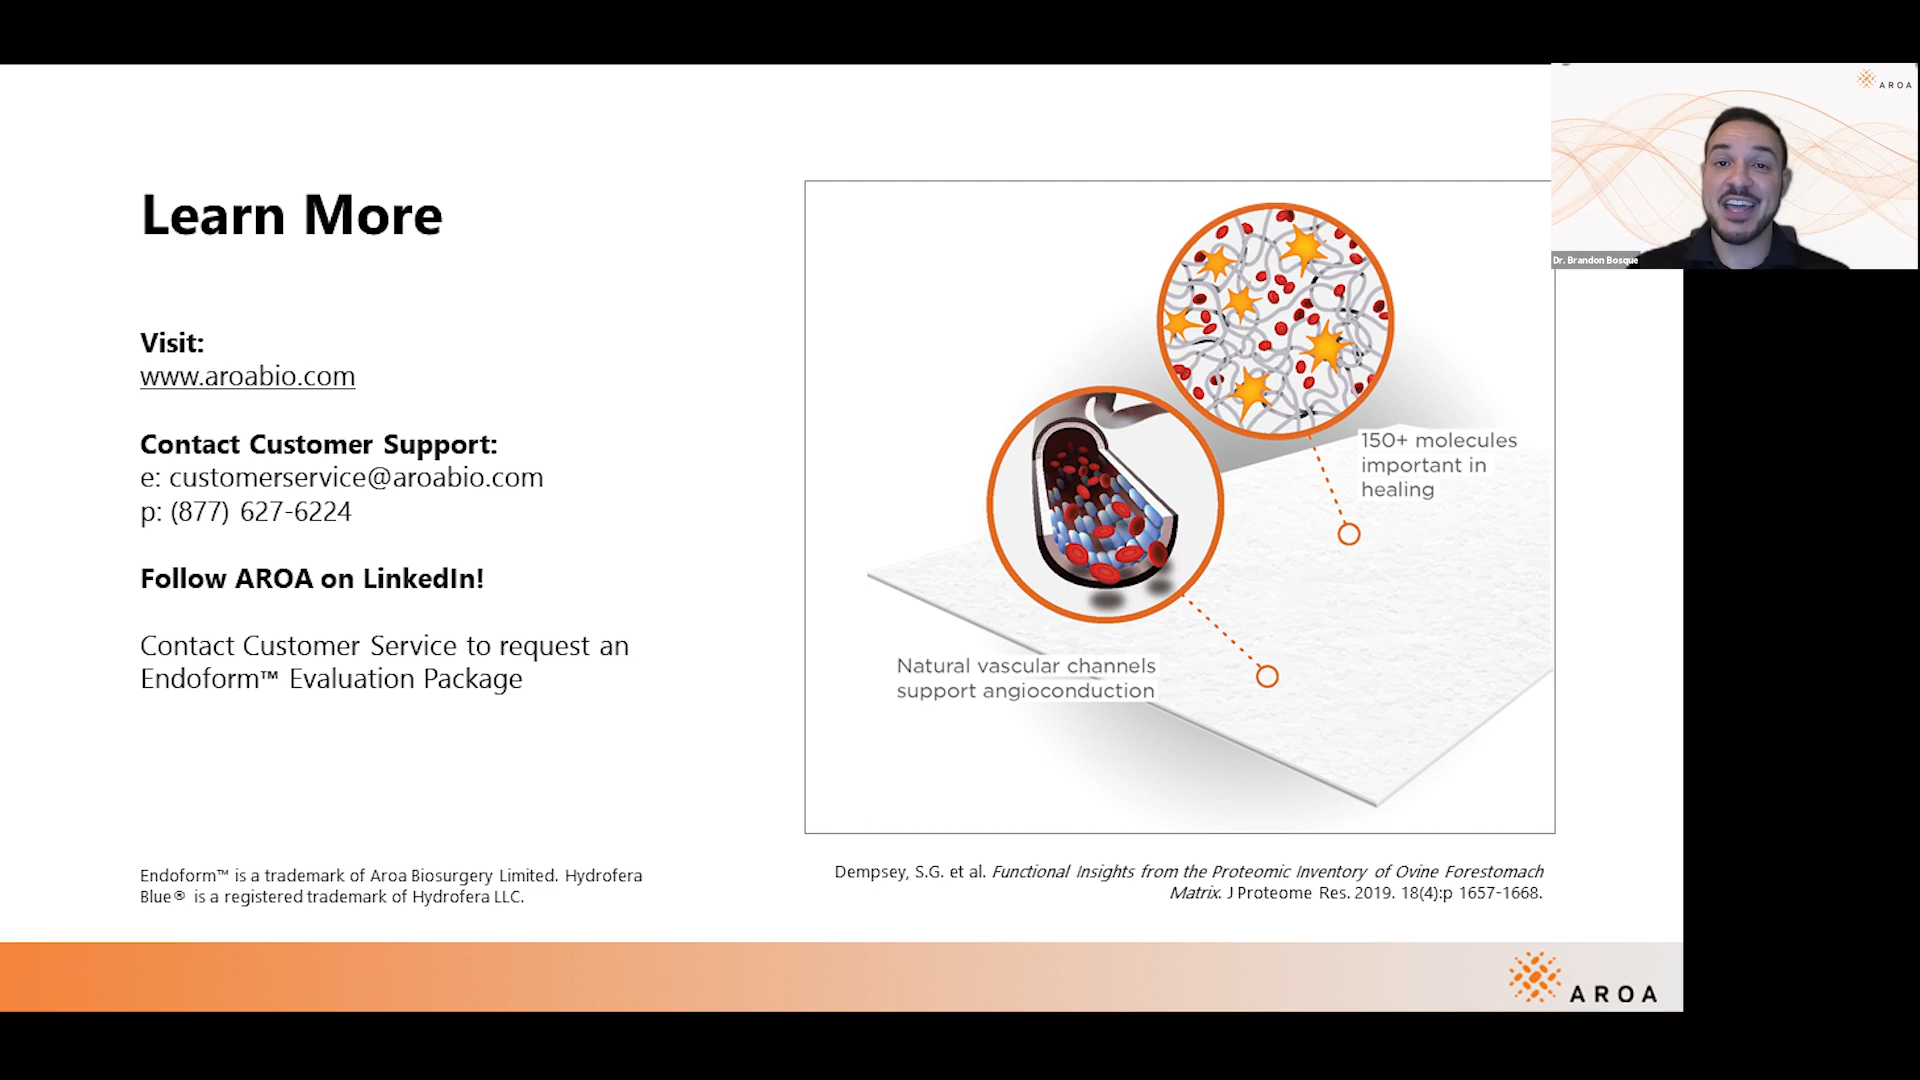 Learn More
Visit:
www.aroabio.com
Contact Customer Support:
e: customerservice@aroabio.com
p: (877) 627-6224
Follow AROA on LinkedIn!
Contact Customer Service to request an
Endoform™ Evaluation Package
Endoform™ is a trademark of Aroa Biosurgery Limited. Hydrofera
Blue® is a registered trademark of Hydrofera LLC.
150+ molecules
important in
healing
Natural vascular channels
support angioconduction
Dempsey, S.G. et al. Functional Insights from the Proteomic Inventory of Ovine Forestomach
Matrix. J Proteome Res. 2019. 18(4):p 1657-1668.
AROA
AROA
Dr. Brandon Bosque